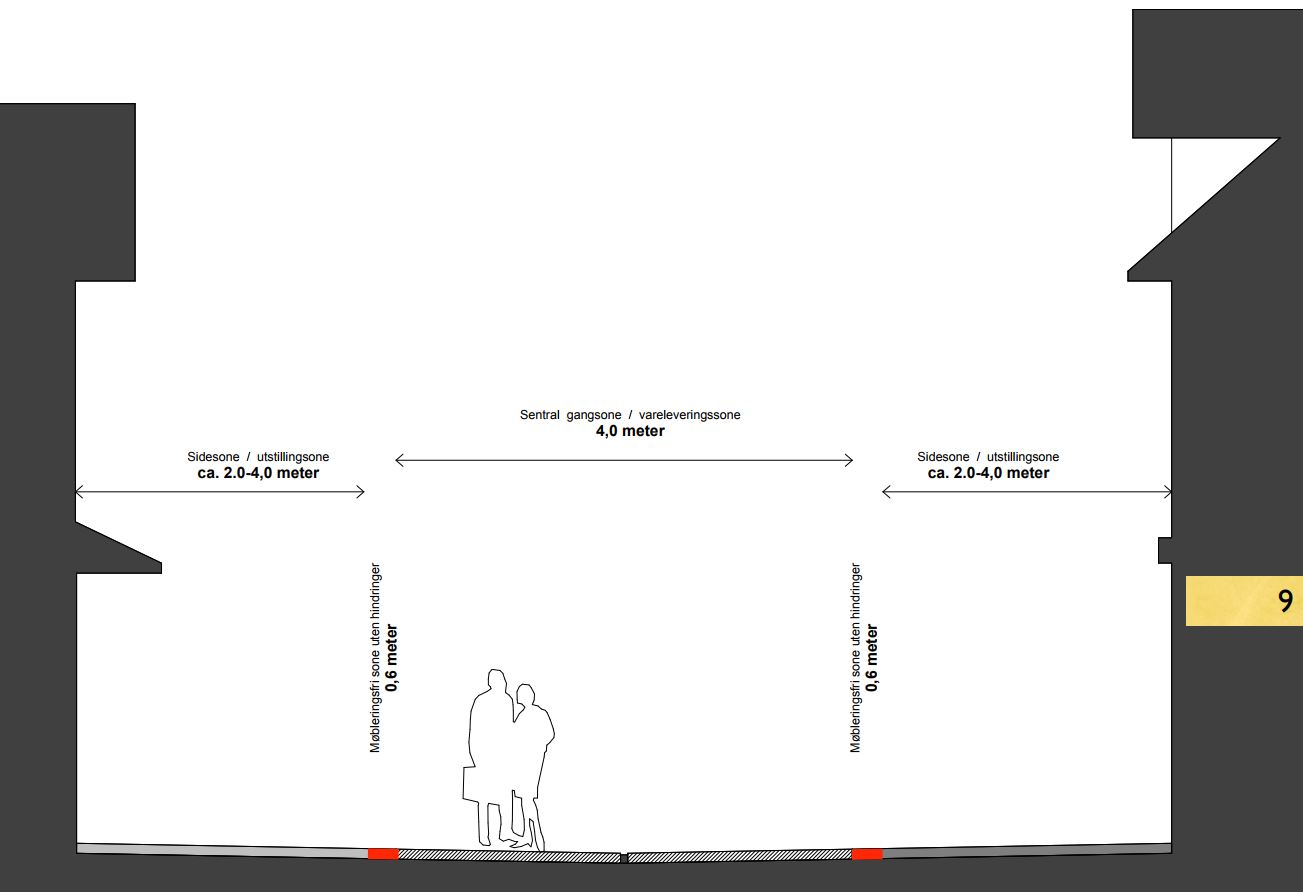 Sentral gangsone / vareleveringssone
4,0 meter
Sidesone / utstillingsone
ca. 2.0-4,0 meter
Sidesone / utstillingsone
ca. 2.0-4,0 meter
Møbleringsfri sone uten hindringer
0,6 meter
Møbleringsfri sone uten hindringer
0,6 meter
9